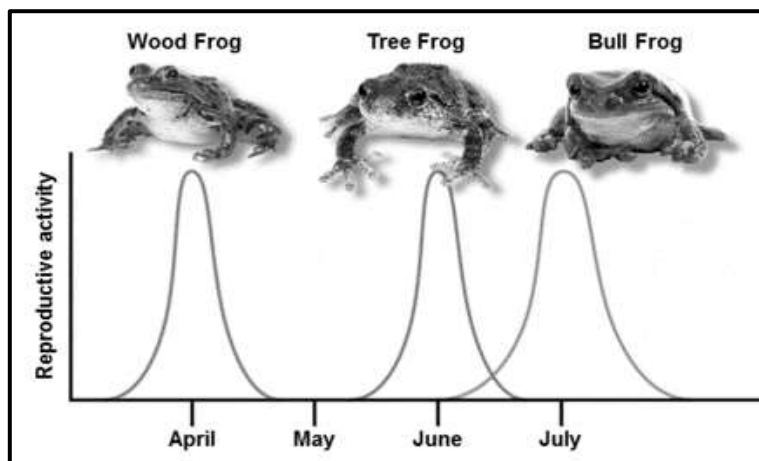 Wood Frog Tree Frog Bull Frog
Reproductive activity
April May June July